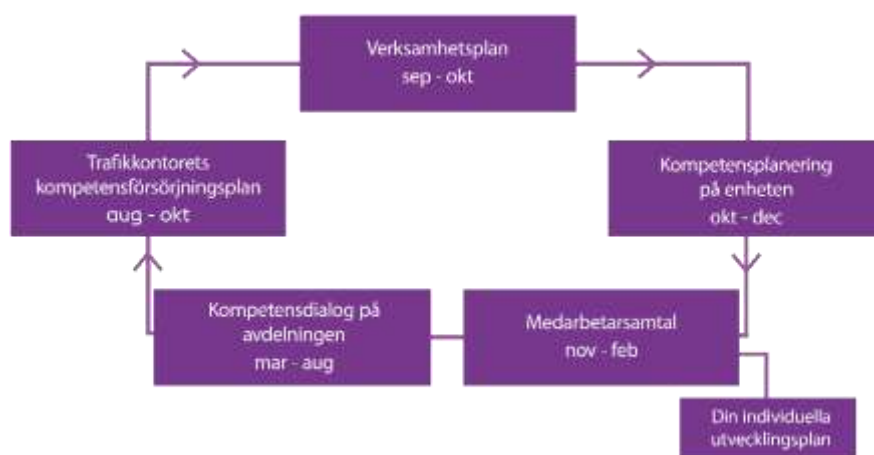 Verksamhetsplan
sep - okt
Trafikkontorets
kompetensförsörjningsplan
aug - okt
Kompetensplanering
på enheten
okt - dec
Kompetensdialog på
avdelningen
mar - aug
Medarbetarsamtal
nov - feb
Din individuella
utvecklingsplan